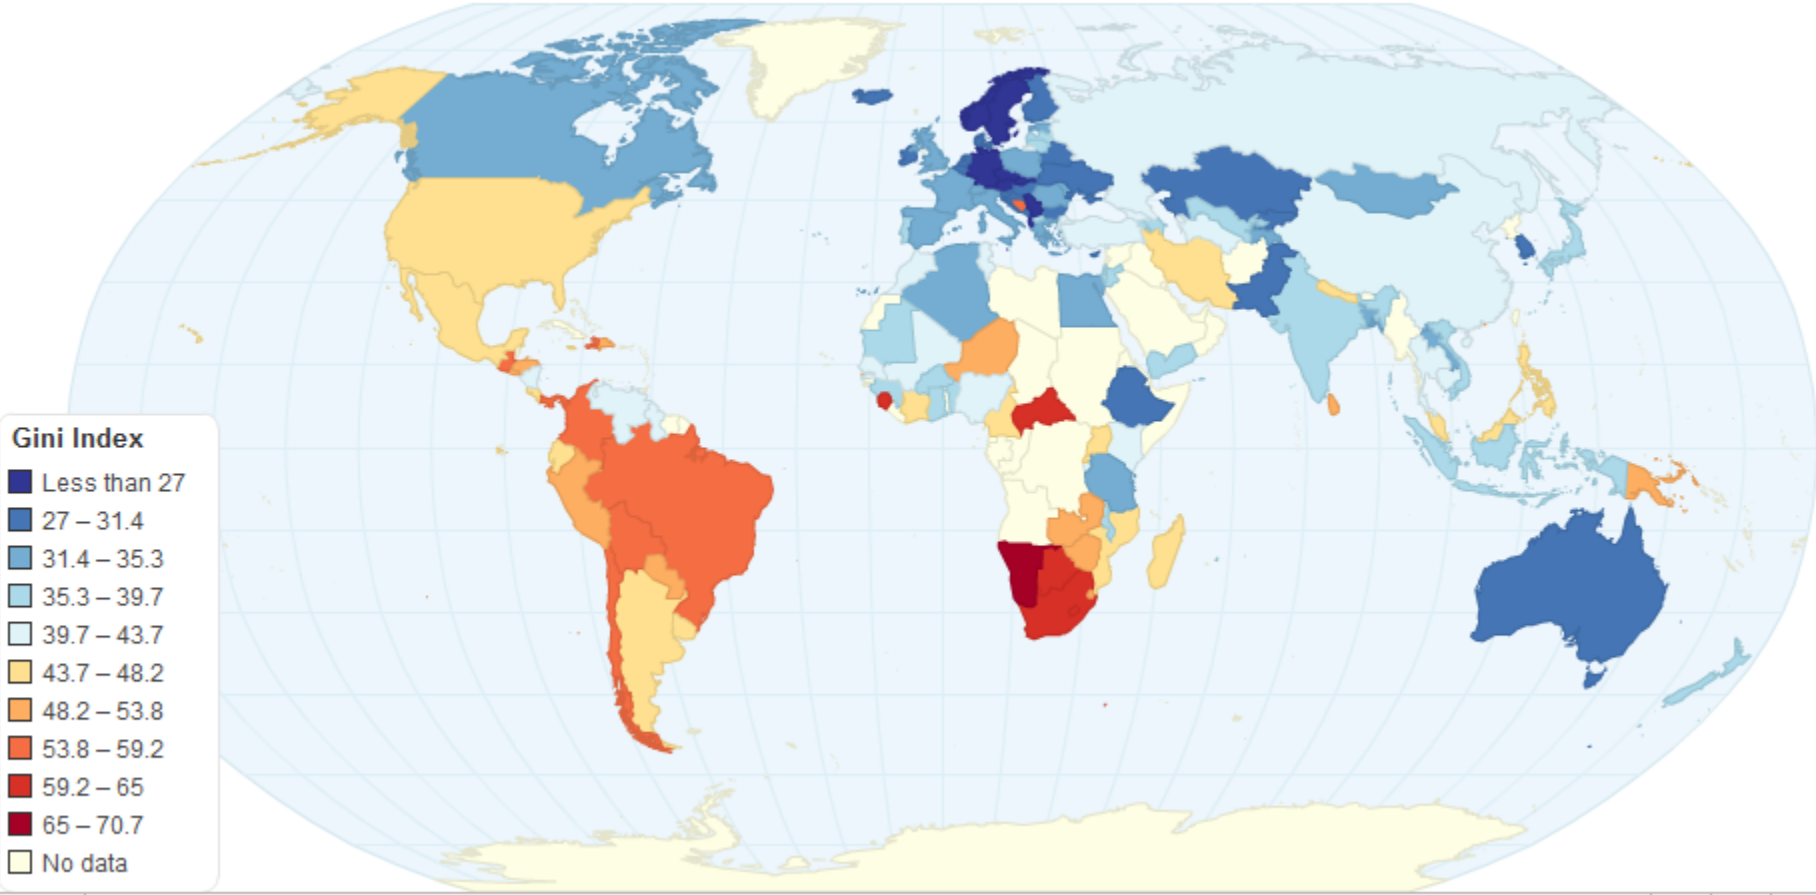 Gini Index
Less than 27
27 – 31.4
31.4 – 35.3
35.3 – 39.7
39.7 – 43.7
43.7 – 48.2
48.2 – 53.8
53.8 – 59.2
59.2 – 65
65 – 70.7
No data